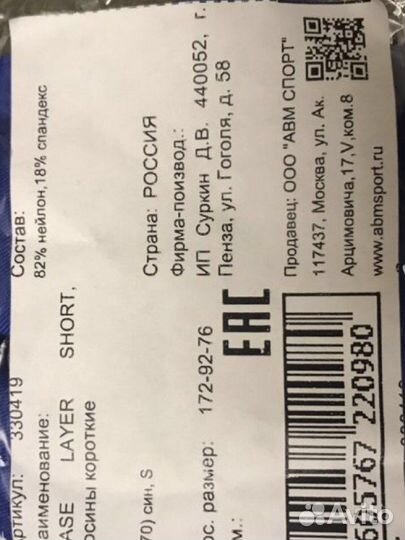 ртикул: 330419
аименование:
ASE LAYER SHORT,
осины короткие
70) син, S
ос. размер: 172-92-76
м.:
Состав:
82% нейлон,18% спандекс
Страна: РОССИЯ
Фирма-поизвод.:
ИП Суркин Д.В. 440052, г.
Пенза, ул. Гоголя, д. 58
EAC
Продавец: ООО "АВМ СПОРТ"
117437, Москва, ул. Ак.
Арцимовича,17,V,ком.8
www.abmsport.ru
5767 220980
Avito